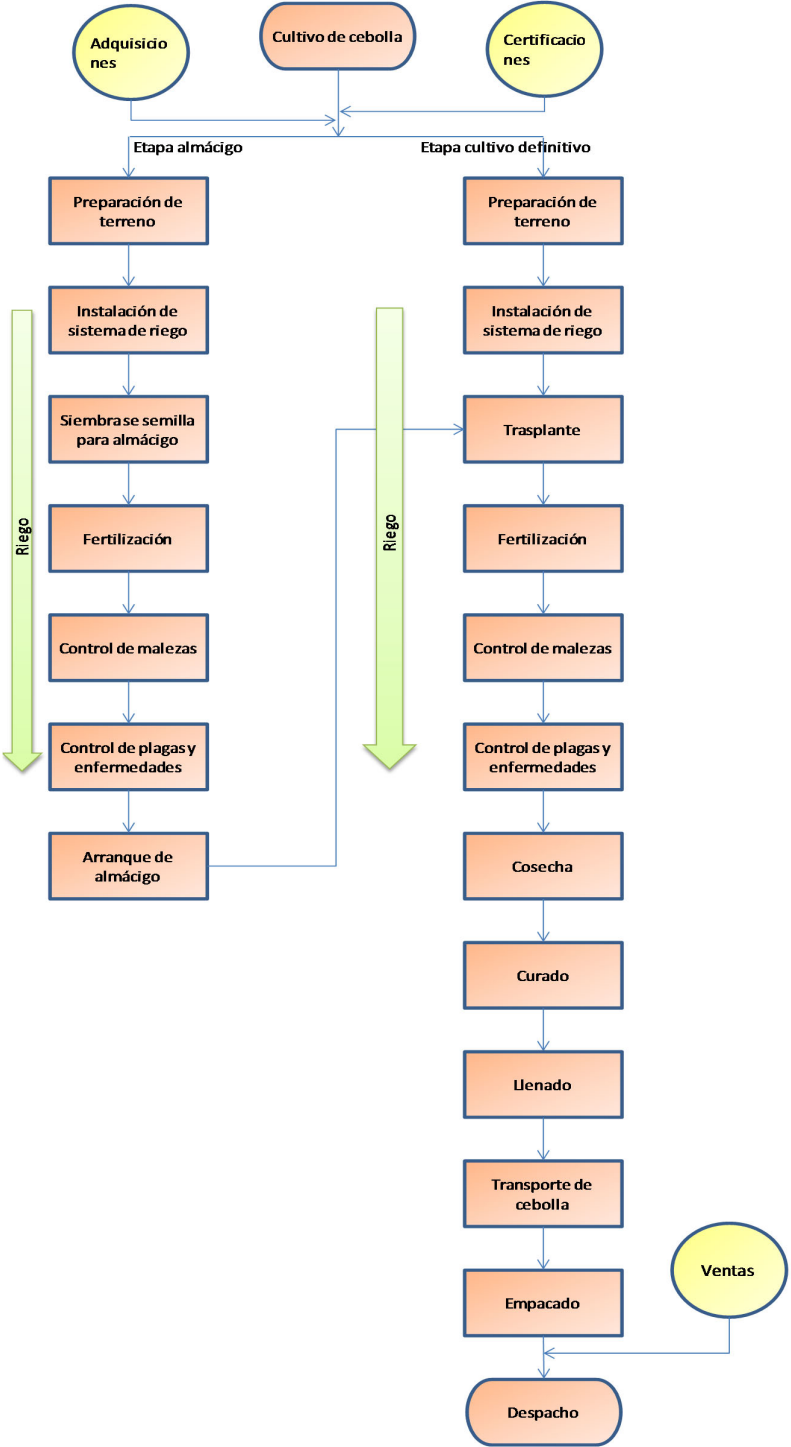 Adquisicio
nes
Cultivo de cebolla
Certificacio
nes
Etapa almácigo
Etapa cultivo definitivo
Preparación de
terreno
Instalación de
sistema de riego
Siembra se semilla
para almácigo
Fertilización
Control de malezas
Control de plagas y
enfermedades
Arranque de
almácigo
Riego
Preparación de
terreno
Instalación de
sistema de riego
Trasplante
Fertilización
Control de malezas
Control de plagas y
enfermedades
Cosecha
Curado
Llenado
Transporte de
cebolla
Empacado
Despacho
Riego
Ventas